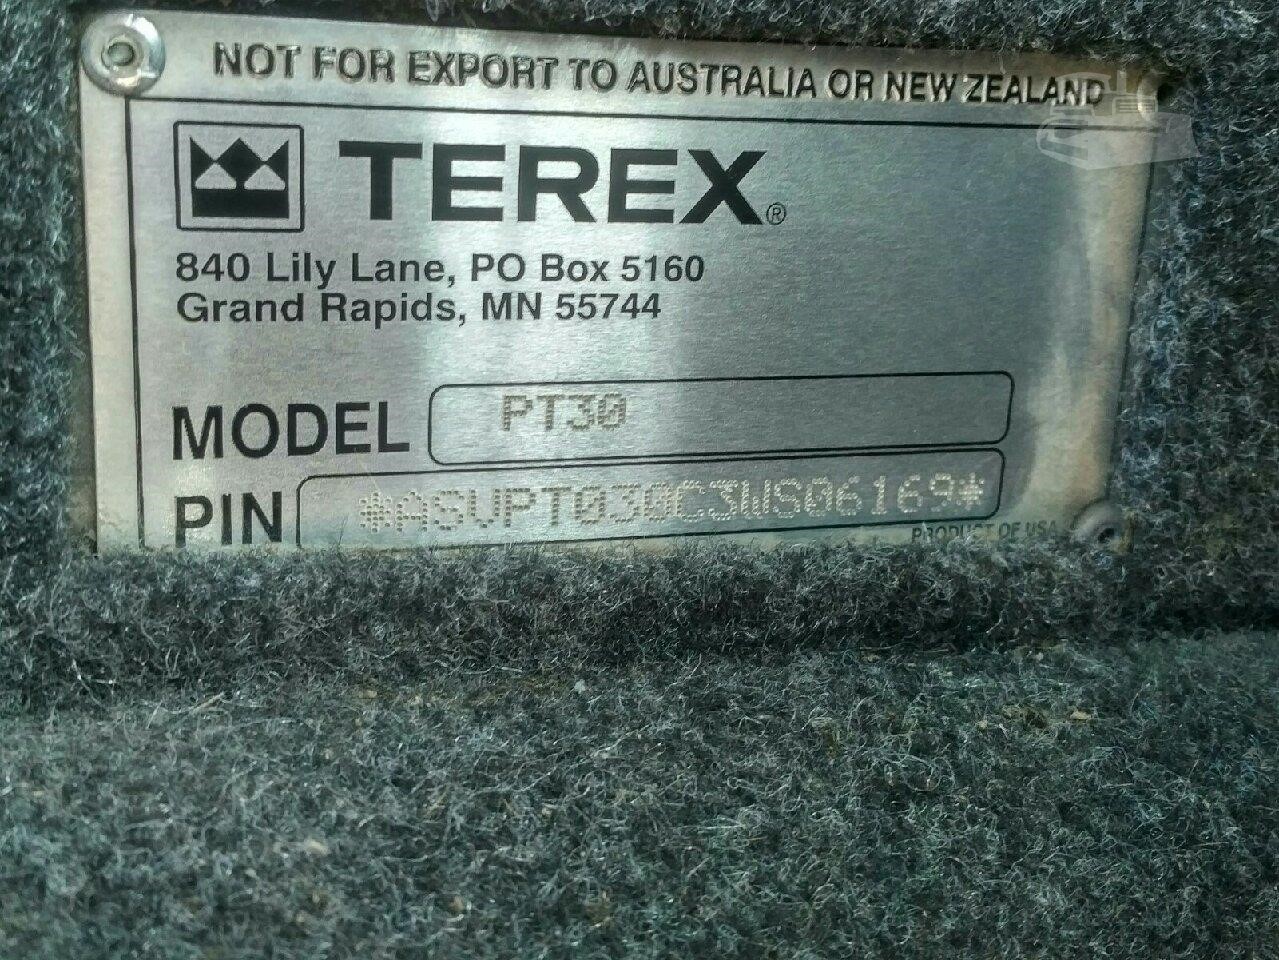 NOT FOR EXPORT TO AUSTRALIA OR NEW ZEALAND
TEREX®
840 Lily Lane, PO Box 5160
Grand Rapids, MN 55744
MODEL PT30
PIN *ASVPT030C3WS06169*
PRODUCT OF USA